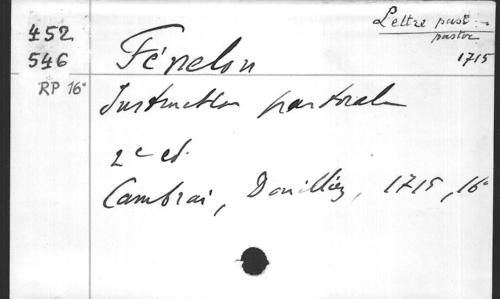 452
546
RP 16°
Lettre past :
pastor
1715
Fénelon
Instruction pastorale
2e éd.
Cambrai, Douilliez, 1715, 16°